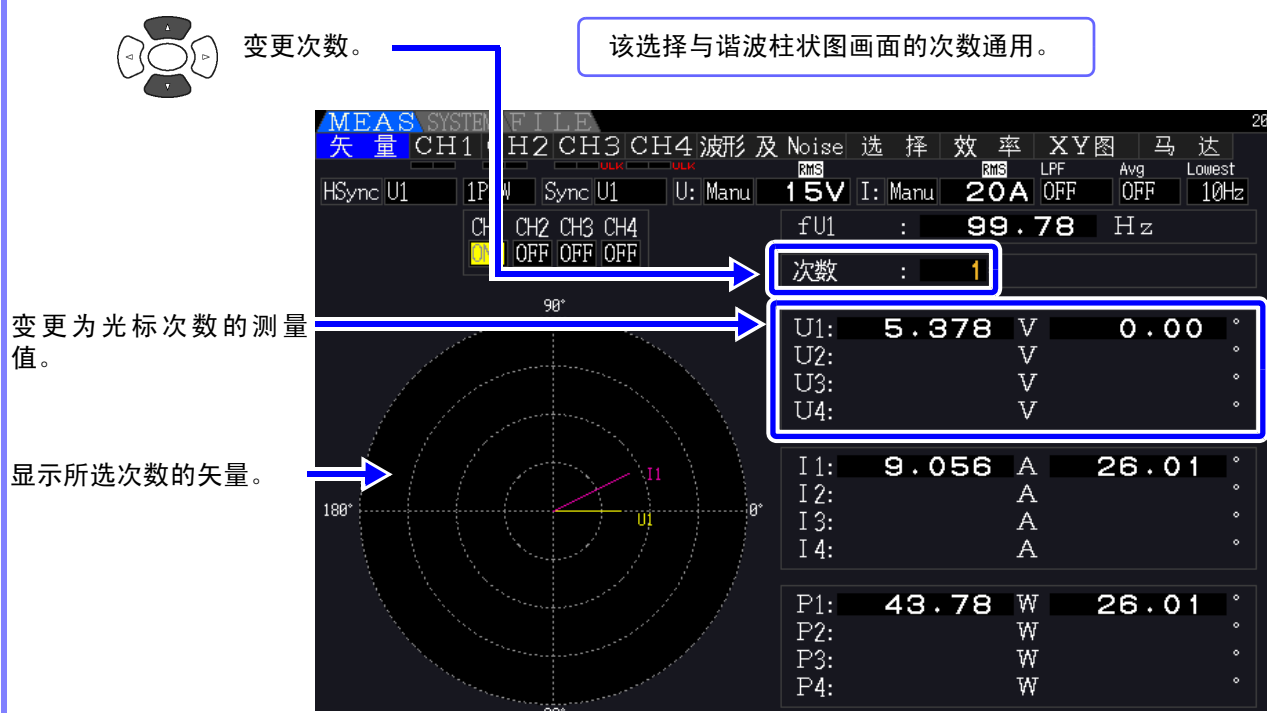 变更次数。
该选择与谐波柱状图画面的次数通用。
MEAS SYSTEM FILE 20
矢 量 CH1 CH2 CH3 CH4 波形 及 Noise 选 择 效 率 XY图 马 达
ULK ULK RMS RMS LPF Avg Lowest
HSync U1 Sync U1 U: Manu 15V I: Manu 20A OFF OFF 10Hz
CH2 CH3 CH4 fU1 : 99.78 Hz
OFF OFF OFF
次数 : 1
90°
变更为光标次数的测量
值。
U1: 5.378 V 0.00 °
U2: V °
U3: V °
U4: V °
显示所选次数的矢量。
I1: 9.056 A 26.01 °
I2: A °
I3: A °
I4: A °
I1
180° 0°
U1
P1: 43.78 W 26.01 °
P2: W °
P3: W °
P4: W °